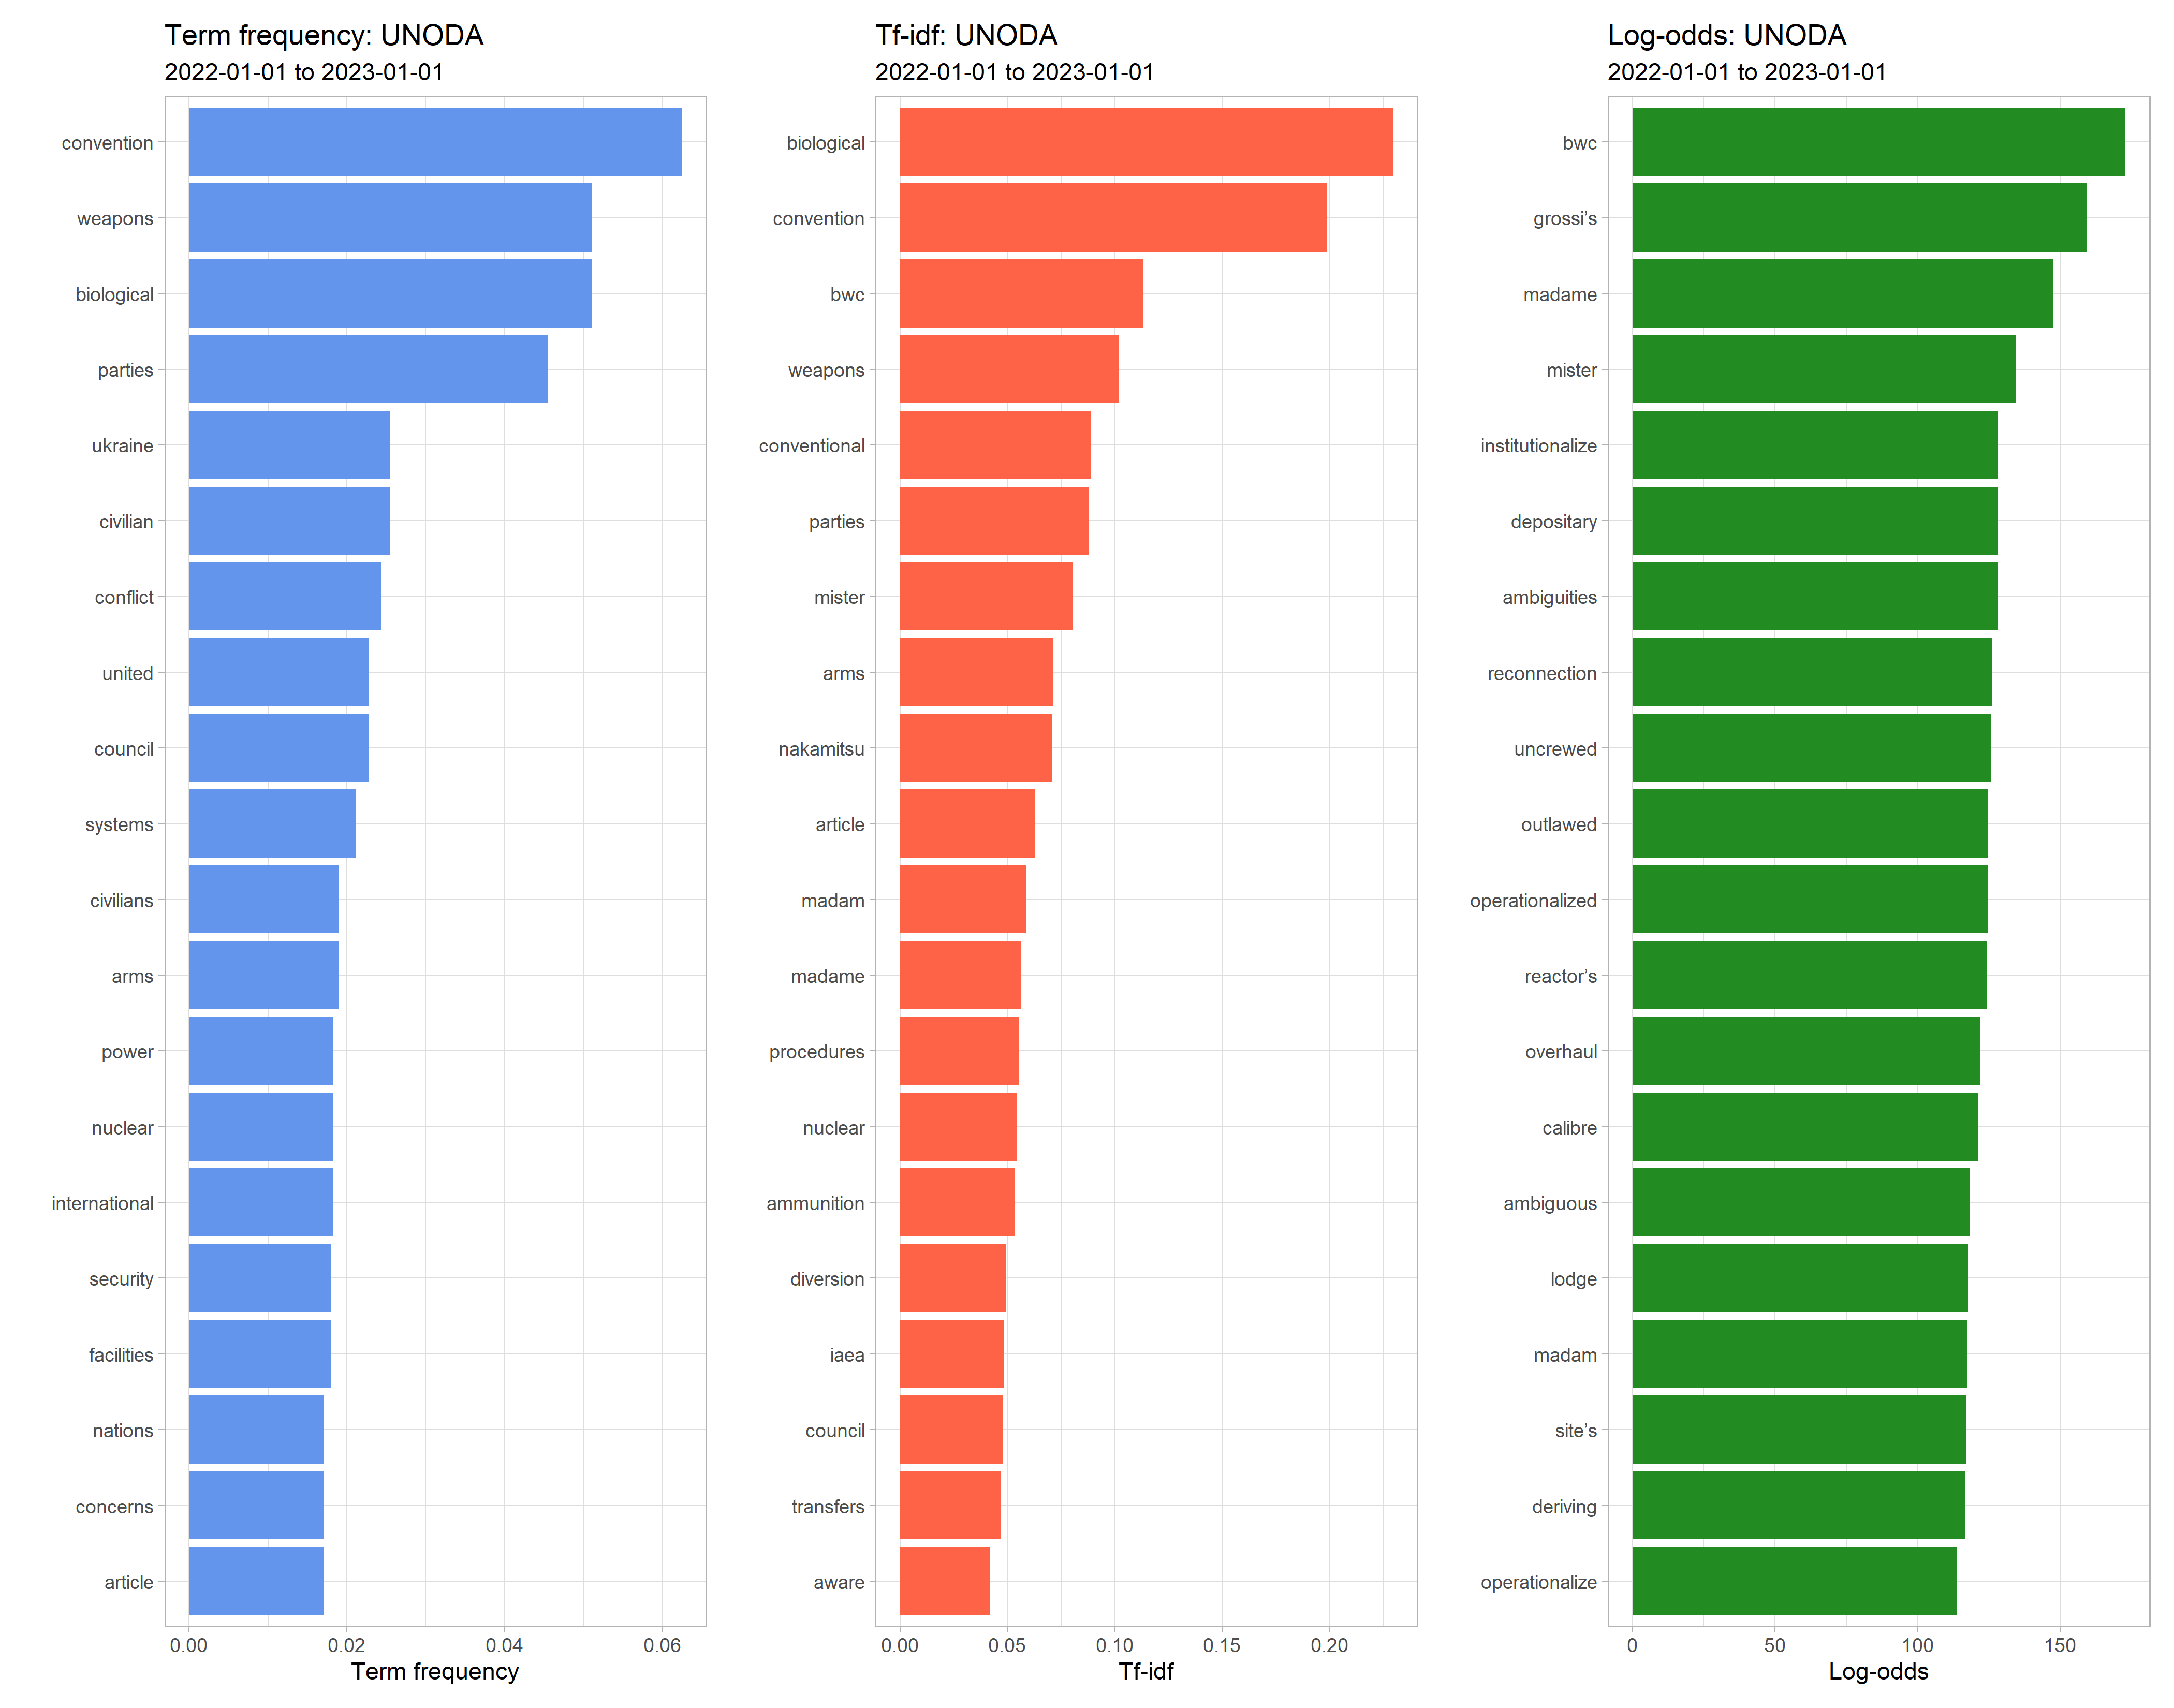 Term frequency: UNODA
2022-01-01 to 2023-01-01
convention
weapons
biological
parties
ukraine
civilian
conflict
united
council
systems
civilians
arms
power
nuclear
international
security
facilities
nations
concerns
article
0.00 0.02 0.04 0.06
Term frequency
Tf-idf: UNODA
2022-01-01 to 2023-01-01
biological
convention
bwc
weapons
conventional
parties
mister
arms
nakamitsu
article
madam
madame
procedures
nuclear
ammunition
diversion
iaea
council
transfers
aware
0.00 0.05 0.10 0.15 0.20
Tf-idf
Log-odds: UNODA
2022-01-01 to 2023-01-01
bwc
grossi’s
madame
mister
institutionalize
depositary
ambiguities
reconnection
uncrewed
outlawed
operationalized
reactor’s
overhaul
calibre
ambiguous
lodge
madam
site’s
deriving
operationalize
0 50 100 150
Log-odds